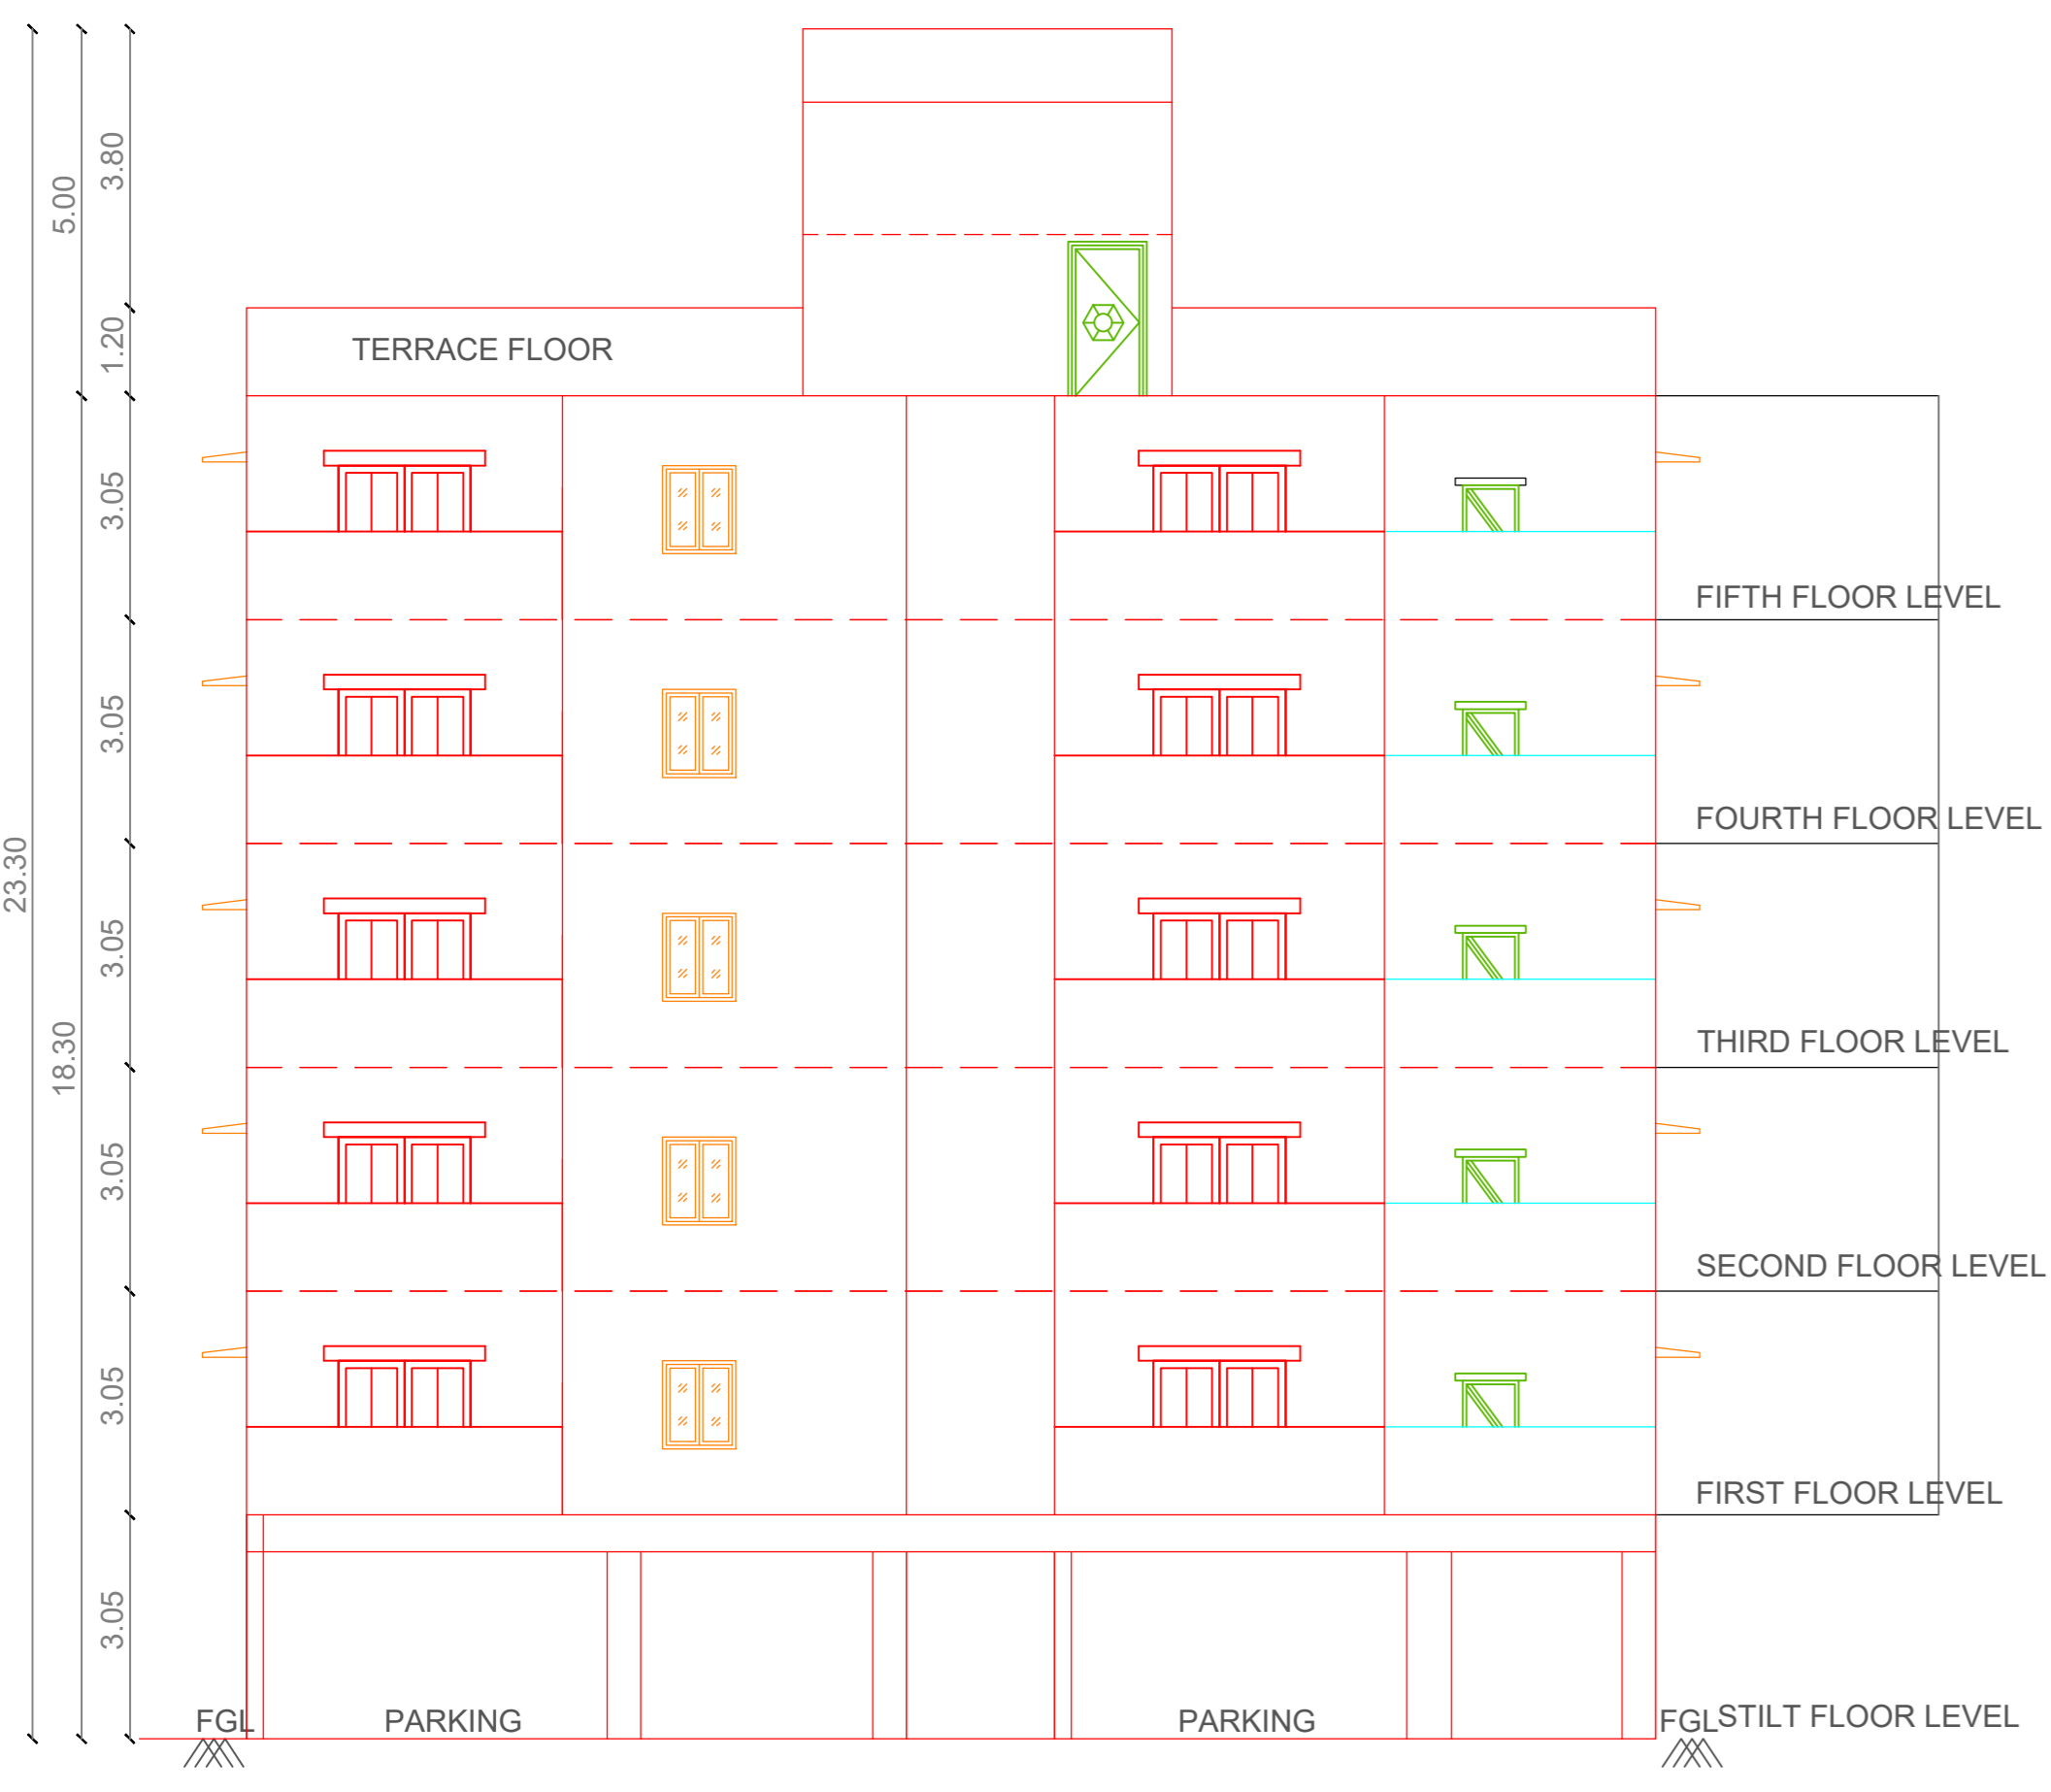 3.80
5.00
1.20
TERRACE FLOOR
3.05
FIFTH FLOOR LEVEL
3.05
FOURTH FLOOR LEVEL
23.30
3.05
18.30
THIRD FLOOR LEVEL
3.05
SECOND FLOOR LEVEL
3.05
FIRST FLOOR LEVEL
3.05
FGL
PARKING
PARKING
FGL
STILT FLOOR LEVEL